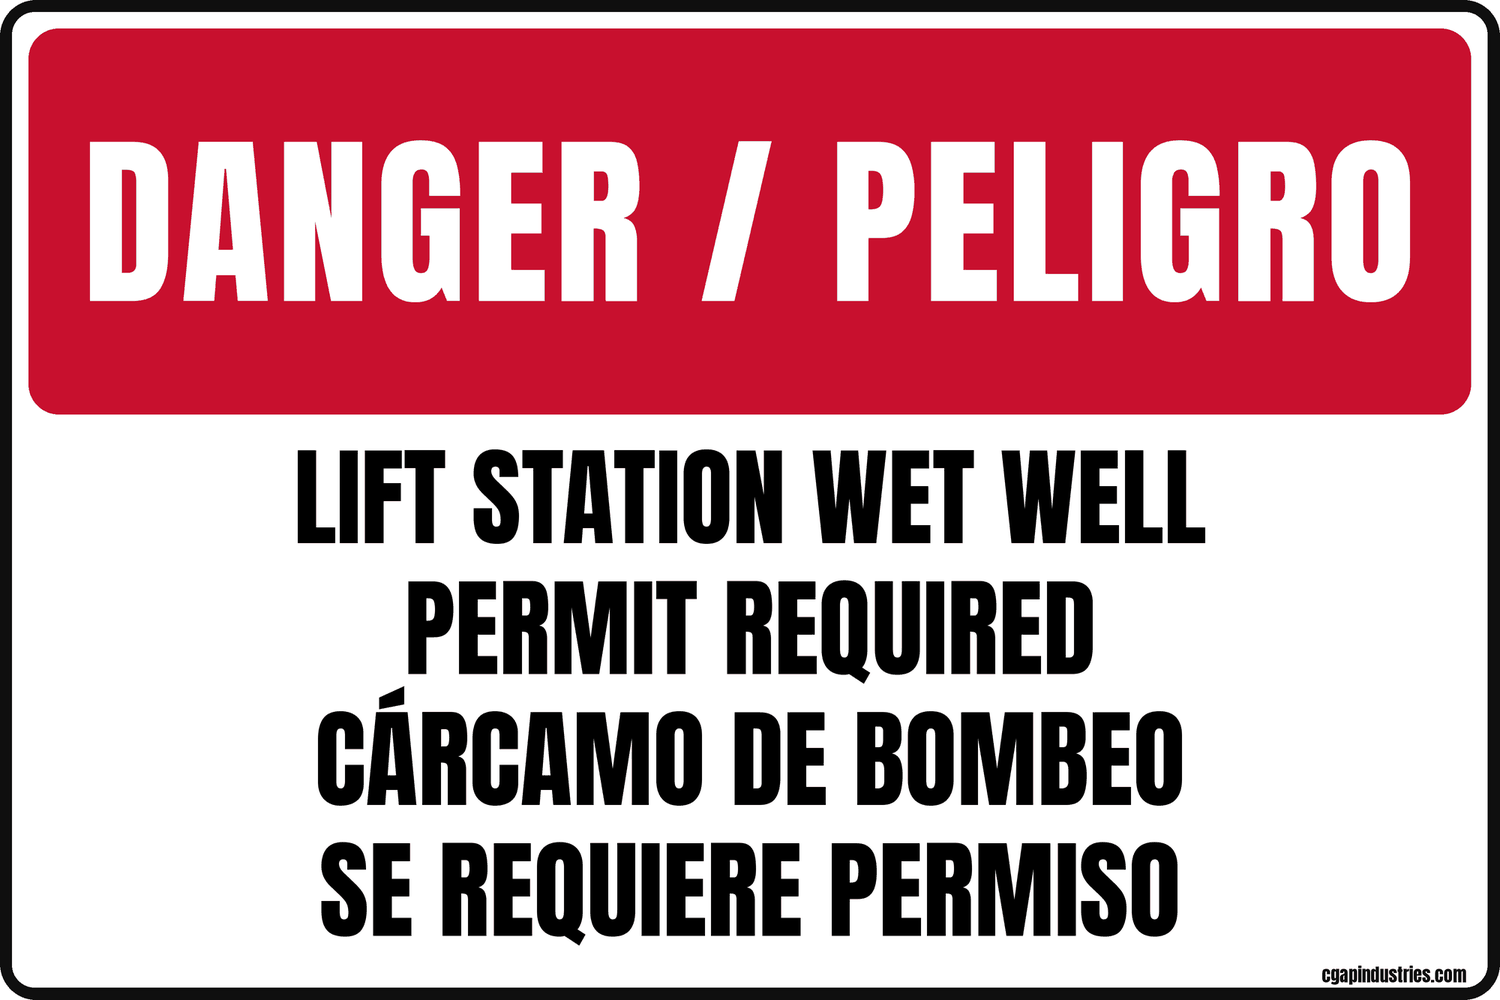 DANGER / PELIGRO
LIFT STATION WET WELL
PERMIT REQUIRED
CÁRCAMO DE BOMBEO
SE REQUIERE PERMISO
cgapindustries.com